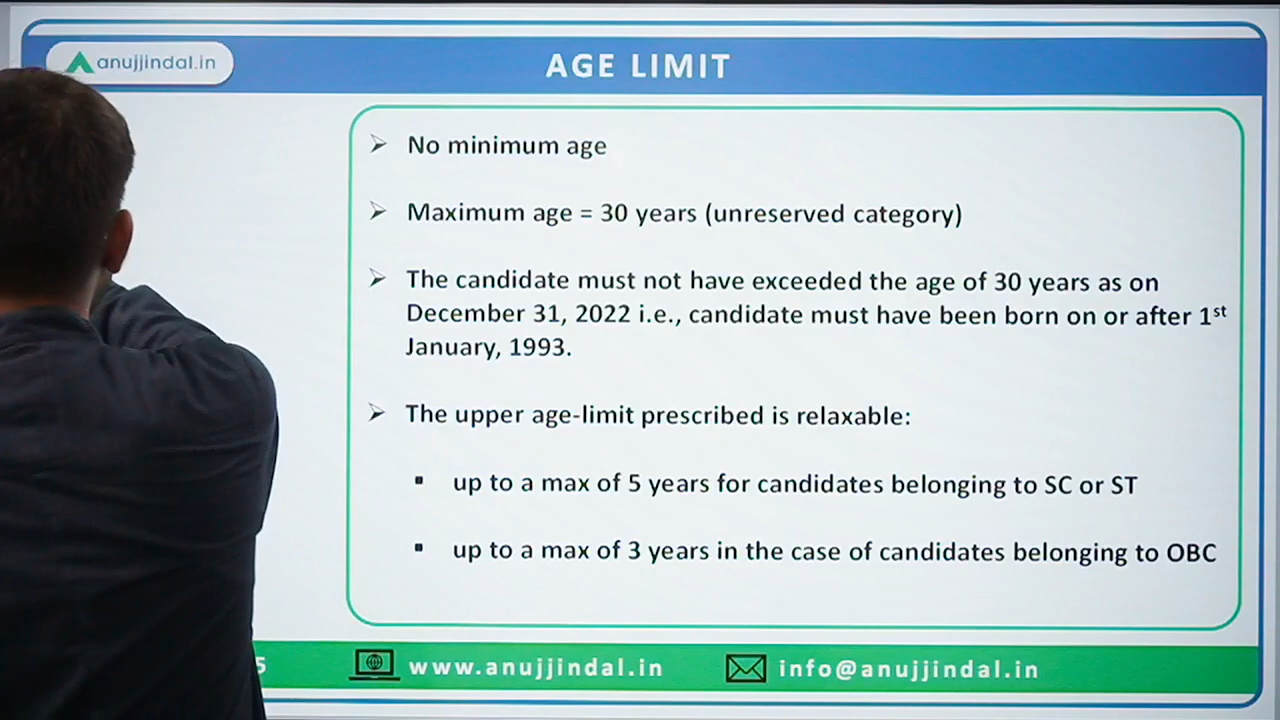 anujjindal.in
AGE LIMIT
No minimum age
Maximum age = 30 years (unreserved category)
The candidate must not have exceeded the age of 30 years as on
December 31, 2022 i.e., candidate must have been born on or after 1st
January, 1993.
The upper age-limit prescribed is relaxable:
up to a max of 5 years for candidates belonging to SC or ST
up to a max of 3 years in the case of candidates belonging to OBC
5 www.anujjindal.in info@anujjindal.in